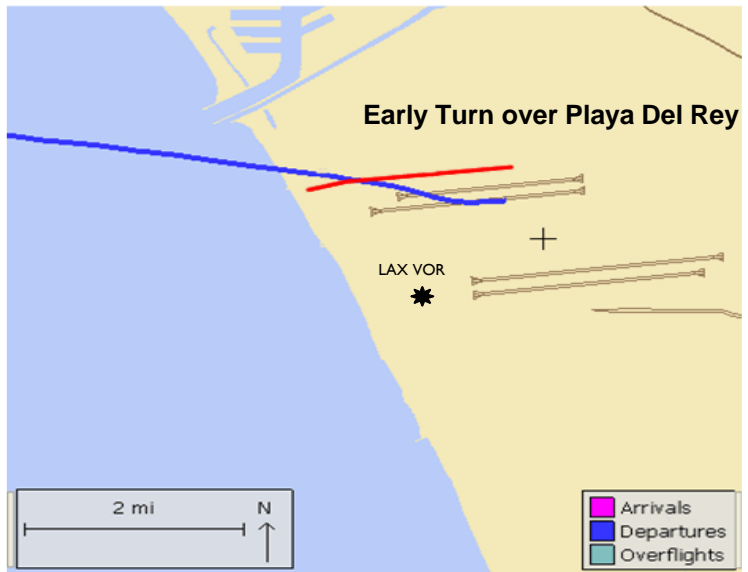 Early Turn over Playa Del Rey
LAX VOR
2 mi
N
Arrivals
Departures
Overflights